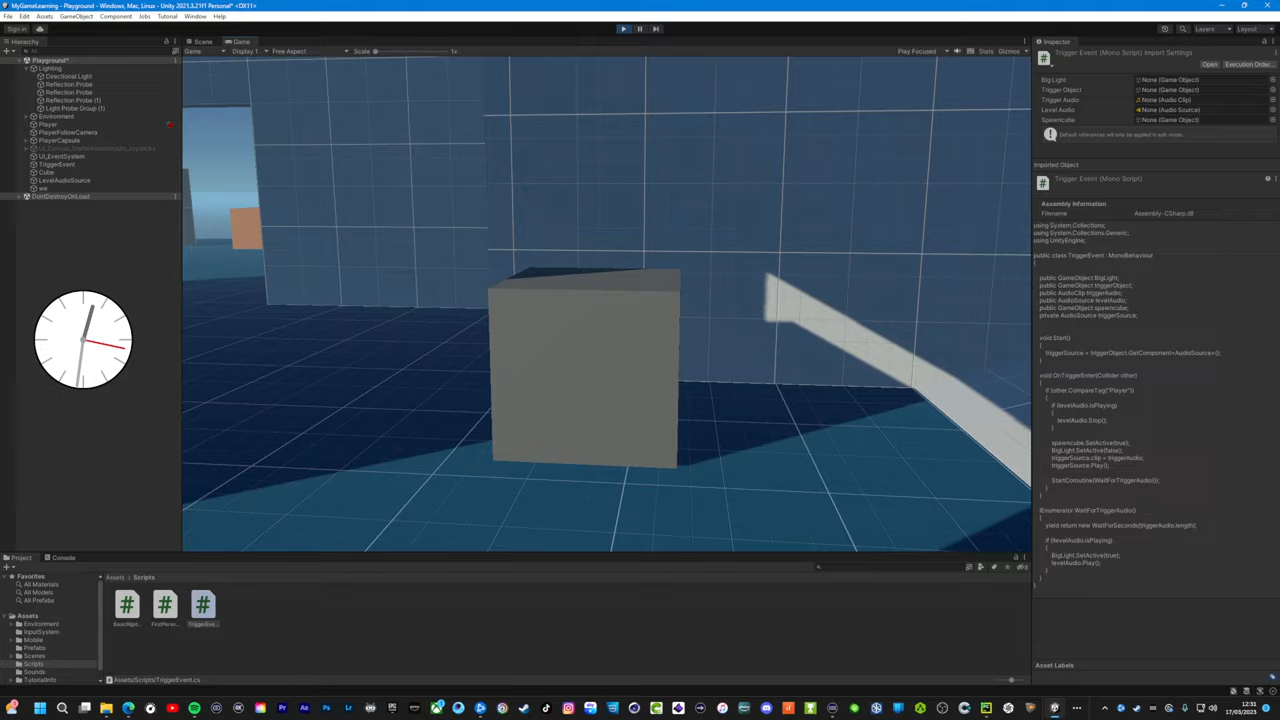 MyGameLearning - Playground - Windows, Mac, Linux - Unity 2021.3.21f1 Personal* <DX11>
File Edit Assets GameObject Component Jobs Tutorial Window Help
Sign in
Layers Layout
Hierarchy
All
Playground*
Lighting
Directional Light
Reflection Probe
Reflection Probe
Reflection Probe (1)
Light Probe Group (1)
Environment
Player
PlayerFollowCamera
PlayerCapsule
UI_EventSystem
TriggerEvent
Cube
LevelAudioSource
we
DontDestroyOnLoad
Scene Game
Game Display 1 Free Aspect Scale 1x Play Focused Stats Gizmos
Inspector
Trigger Event (Mono Script) Import Settings
Open Execution Order...
Big Light None (Game Object)
Trigger Object None (Game Object)
Trigger Audio None (Audio Clip)
Level Audio None (Audio Source)
Spawncube None (Game Object)
Default references will only be applied in edit mode.
Imported Object
Trigger Event (Mono Script)
Assembly Information
Filename Assembly-CSharp.dll
using System.Collections;
using System.Collections.Generic;
using UnityEngine;
public class TriggerEvent : MonoBehaviour
{
public GameObject BigLight;
public GameObject triggerObject;
public AudioClip triggerAudio;
public AudioSource levelAudio;
public GameObject spawncube;
private AudioSource triggerSource;
void Start()
{
triggerSource = triggerObject.GetComponent<AudioSource>();
}
void OnTriggerEnter(Collider other)
{
if (other.CompareTag("Player"))
{
if (levelAudio.isPlaying)
{
levelAudio.Stop();
}
spawncube.SetActive(true);
BigLight.SetActive(false);
triggerSource.clip = triggerAudio;
triggerSource.Play();
StartCoroutine(WaitForTriggerAudio());
}
}
IEnumerator WaitForTriggerAudio()
{
yield return new WaitForSeconds(triggerAudio.length);
if (!levelAudio.isPlaying)
{
BigLight.SetActive(true);
levelAudio.Play();
}
}
}
Asset Labels
Project Console
Favorites
All Materials
All Models
All Prefabs
Assets
Environment
InputSystem
Mobile
Prefabs
Scenes
Scripts
Sounds
TutorialInfo
Assets > Scripts
BasicRigid... FirstPerso... TriggerEve...
Assets/Scripts/TriggerEvent.cs
12:31
17/03/2023